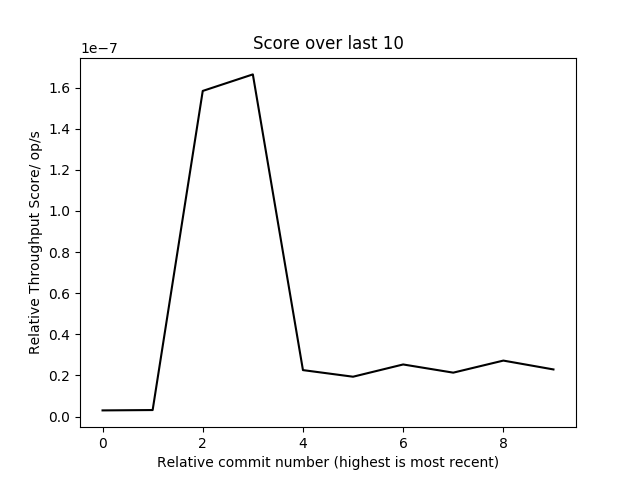 Score over last 10
1e−7
Relative Throughput Score/ op/s
1.6
1.4
1.2
1.0
0.8
0.6
0.4
0.2
0.0
0 2 4 6 8
Relative commit number (highest is most recent)